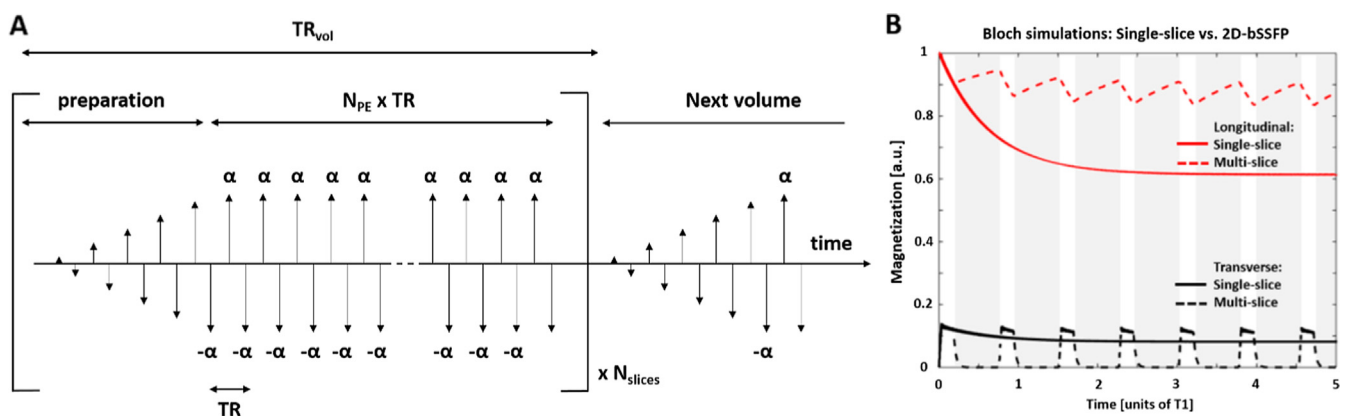 A
TRvol
preparation
NPE x TR
Next volume
α α α α α α α α α α
time
-α -α -α -α -α -α -α -α -α -α
TR
x Nslices
B
Bloch simulations: Single-slice vs. 2D-bSSFP
Magnetization [a.u.]
1
0.8
0.6
0.4
0.2
0
Longitudinal:
Single-slice
Multi-slice
Transverse:
Single-slice
Multi-slice
0 1 2 3 4 5
Time [units of T1]